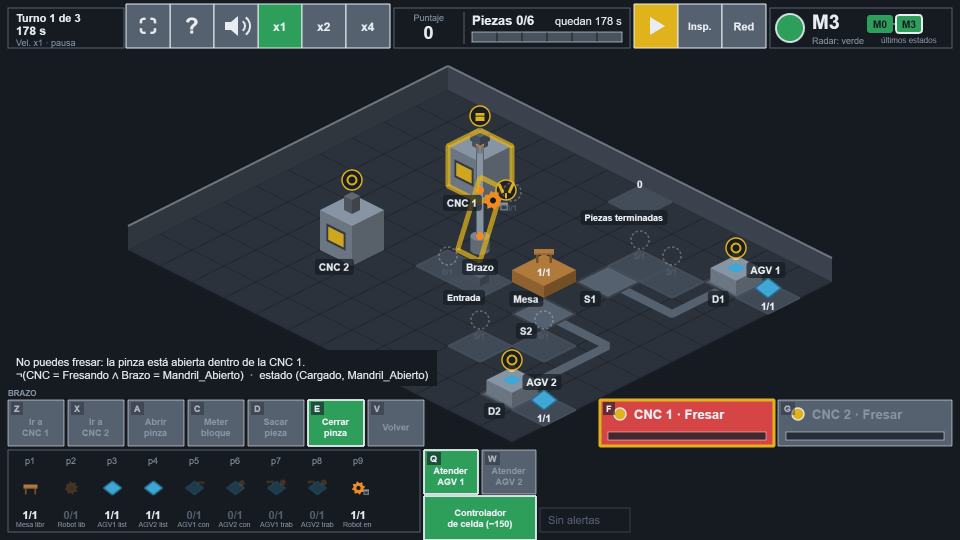 Turno 1 de 3
178 s
Vel. x1 · pausa
?
x1
x2
x4
Puntaje
0
Piezas 0/6
quedan 178 s
Insp.
Red
M3
Radar: verde
M0
M3
últimos estados
CNC 1
CNC 2
0
Piezas terminadas
Brazo
Entrada
1/1
Mesa
S1
S2
D1
AGV 1
1/1
AGV 2
D2
1/1
No puedes fresar: la pinza está abierta dentro de la CNC 1.
¬(CNC = Fresando ∧ Brazo = Mandril_Abierto) · estado (Cargado, Mandril_Abierto)
BRAZO
Z
Ir a
CNC 1
X
Ir a
CNC 2
A
Abrir
pinza
C
Meter
bloque
D
Sacar
pieza
E
Cerrar
pinza
V
Volver
F
CNC 1 · Fresar
G
CNC 2 · Fresar
p1
p2
p3
p4
p5
p6
p7
p8
p9
1/1
0/1
1/1
1/1
0/1
0/1
0/1
0/1
1/1
Mesa libr
Robot lib
AGV1 list
AGV2 list
AGV1 con
AGV2 con
AGV1 trab
AGV2 trab
Robot en
Q
Atender
AGV 1
W
Atender
AGV 2
Controlador
de celda (−150)
Sin alertas